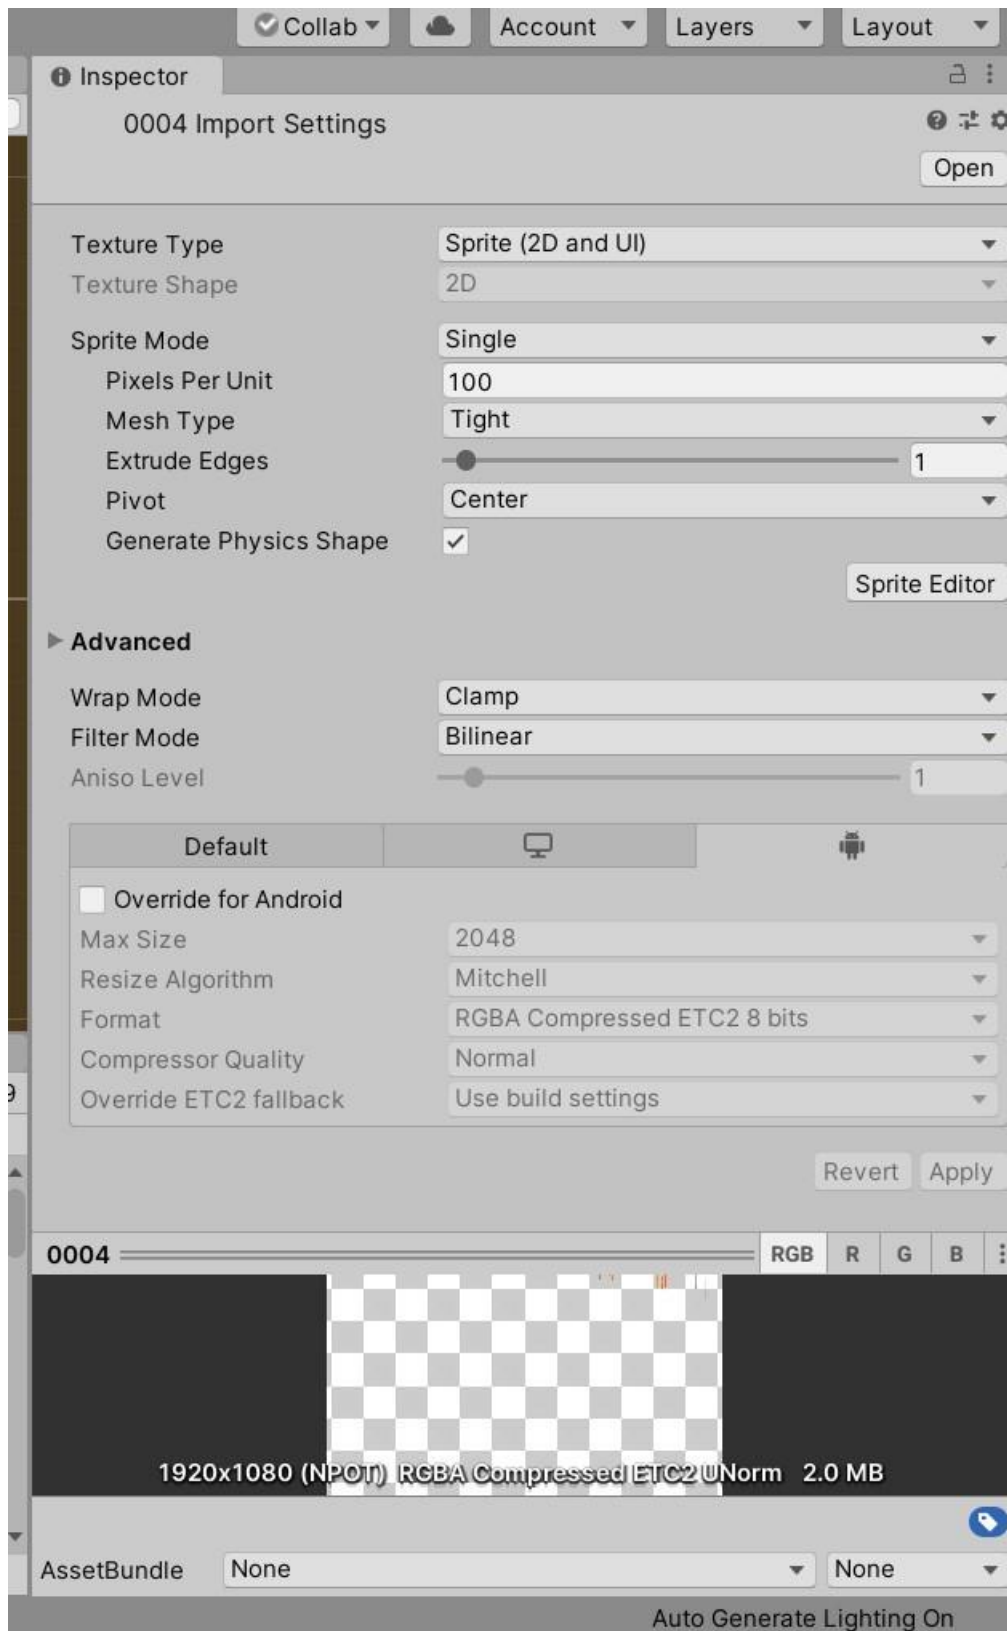 Collab Account Layers Layout
Inspector
0004 Import Settings
Open
Texture Type Sprite (2D and UI)
Texture Shape 2D
Sprite Mode Single
Pixels Per Unit 100
Mesh Type Tight
Extrude Edges 1
Pivot Center
Generate Physics Shape
Sprite Editor
Advanced
Wrap Mode Clamp
Filter Mode Bilinear
Aniso Level 1
Default
Override for Android
Max Size 2048
Resize Algorithm Mitchell
Format RGBA Compressed ETC2 8 bits
Compressor Quality Normal
9
Override ETC2 fallback Use build settings
Revert Apply
0004 RGB R G B
1920x1080 (NPOT) RGBA Compressed ETC2 UNorm 2.0 MB
AssetBundle None None
Auto Generate Lighting On